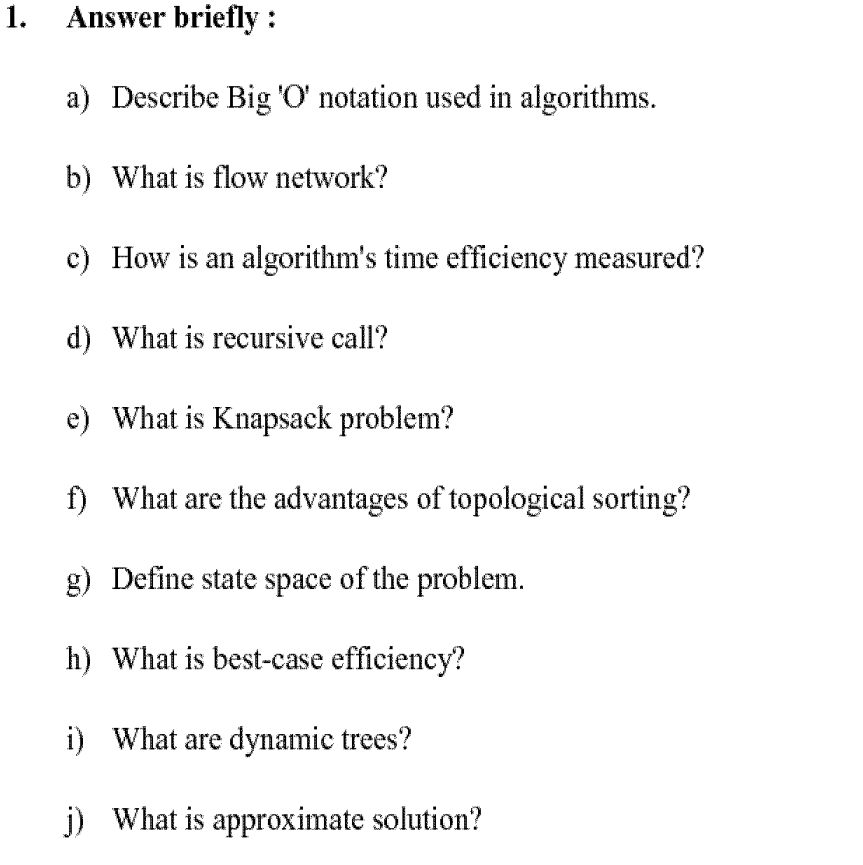 1. Answer briefly :
a) Describe Big 'O' notation used in algorithms.
b) What is flow network?
c) How is an algorithm's time efficiency measured?
d) What is recursive call?
e) What is Knapsack problem?
f) What are the advantages of topological sorting?
g) Define state space of the problem.
h) What is best-case efficiency?
i) What are dynamic trees?
j) What is approximate solution?